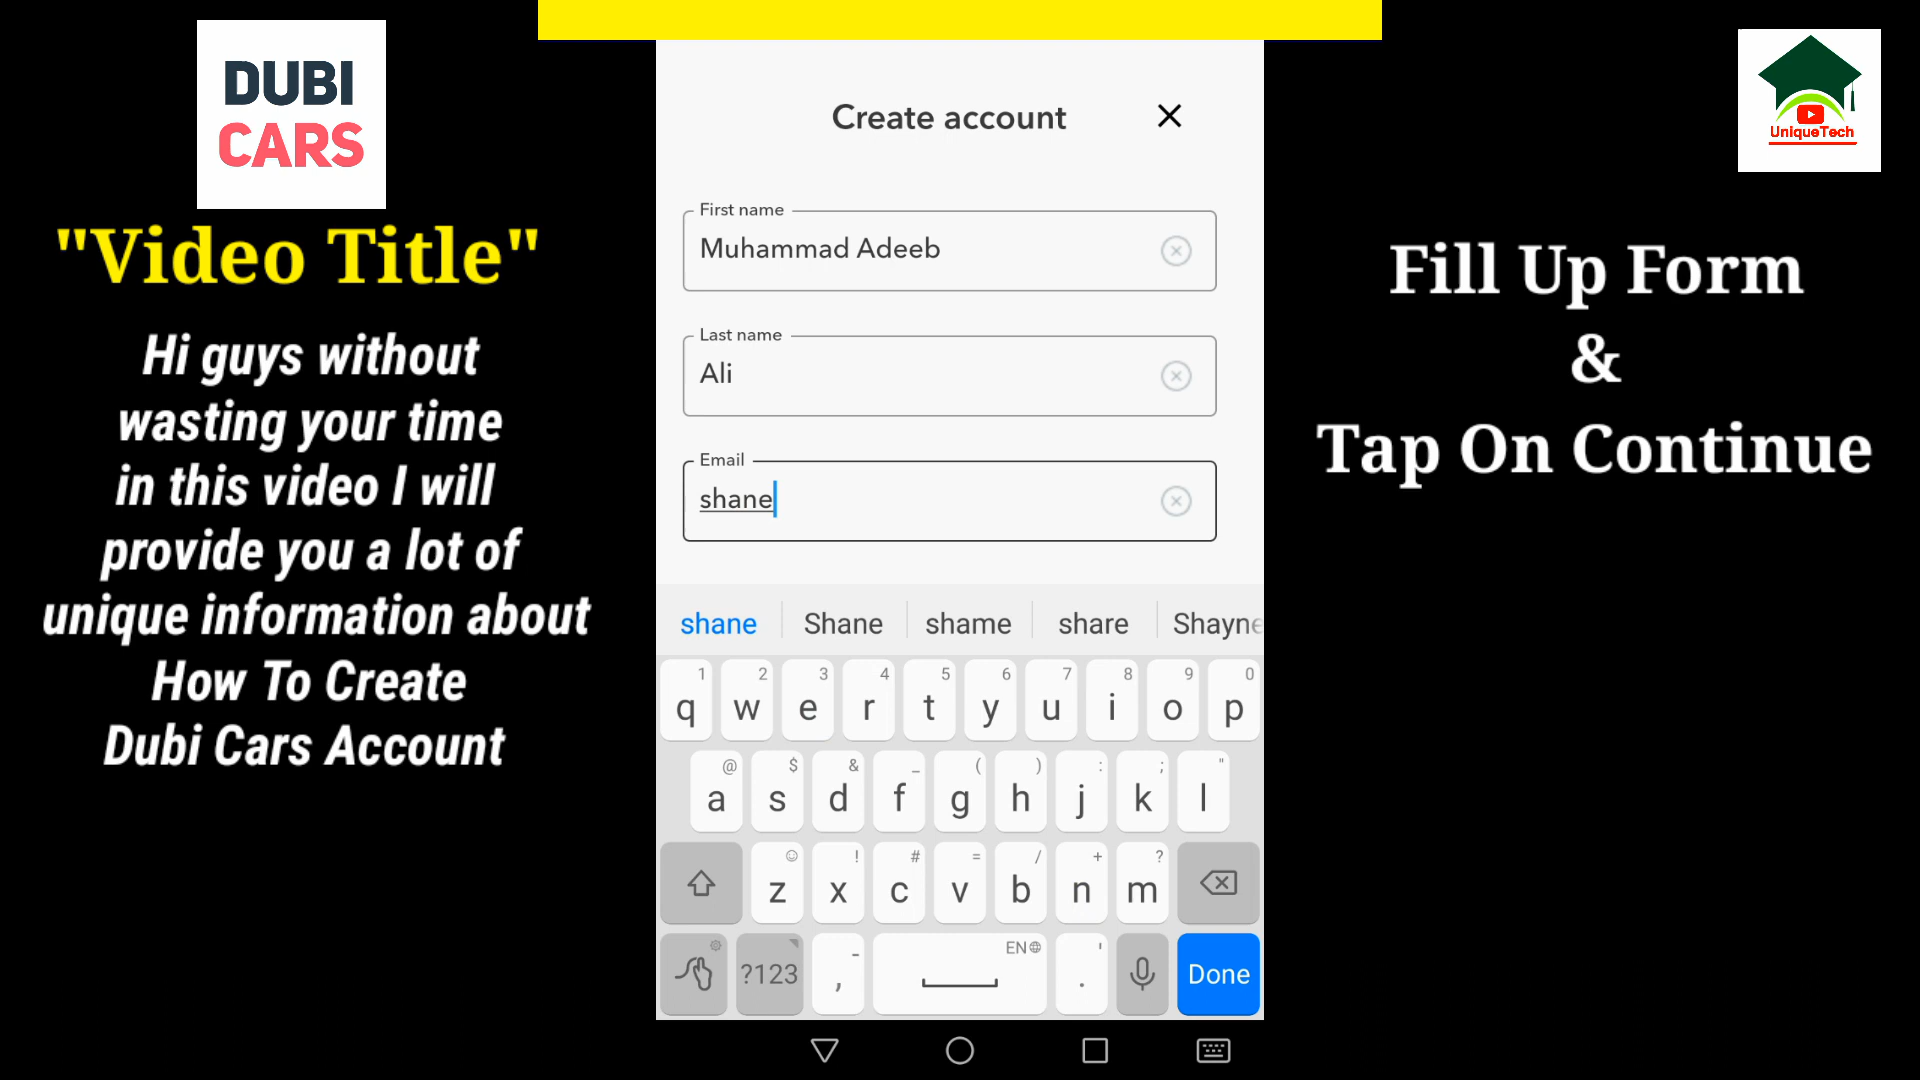 DUBI
CARS
"Video Title"
Hi guys without
wasting your time
in this video I will
provide you a lot of
unique information about
How To Create
Dubi Cars Account
Create account
First name
Muhammad Adeeb
Last name
Ali
Email
shane
shane Shane shame share Shayne
1 2 3 4 5 6 7 8 9 0
q w e r t y u i o p
@ $ & _ ( ) : ; "
a s d f g h j k l
! # = / + ?
z x c v b n m
EN
?123 , - . ' Done
UniqueTech
Fill Up Form
&
Tap On Continue